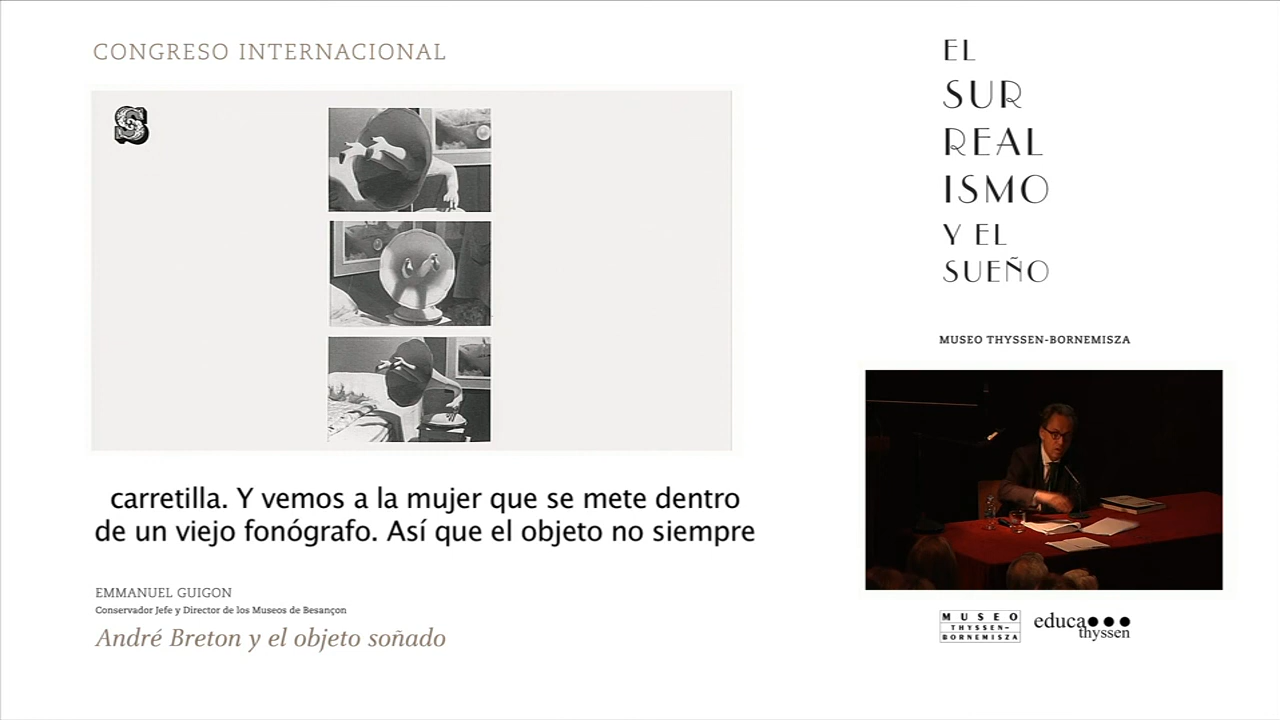 CONGRESO INTERNACIONAL
S
carretilla. Y vemos a la mujer que se mete dentro
de un viejo fonógrafo. Así que el objeto no siempre
EMMANUEL GUIGON
Conservador Jefe y Director de los Museos de Besançon
André Breton y el objeto soñado
EL
SUR
REAL
ISMO
Y EL
SUEÑO
MUSEO THYSSEN-BORNEMISZA
MUSEO
THYSSEN-
BORNEMISZA
educa
thyssen